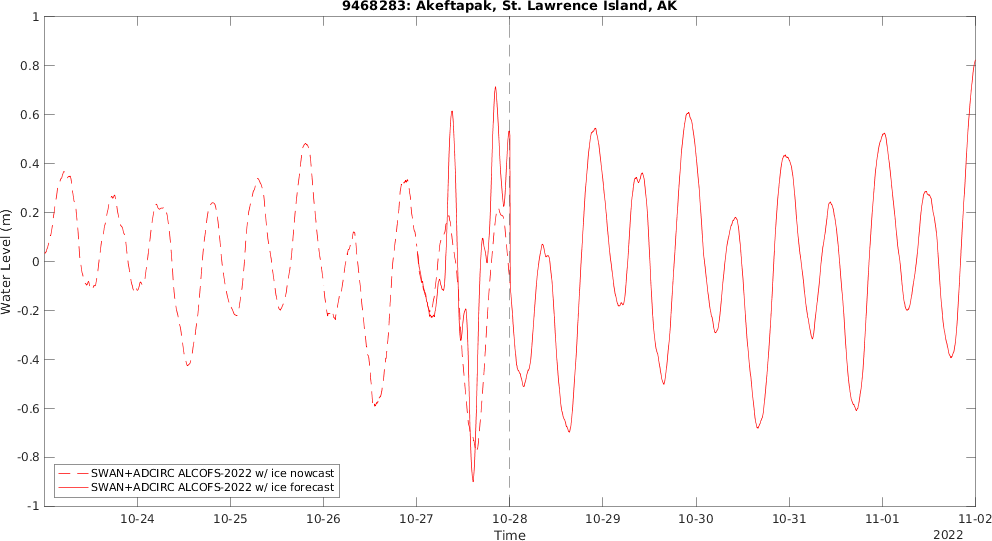 9468283: Akeftapak, St. Lawrence Island, AK
1
0.8
0.6
0.4
0.2
0
-0.2
-0.4
-0.6
-0.8
-1
Water Level (m)
SWAN+ADCIRC ALCOFS-2022 w/ ice nowcast
SWAN+ADCIRC ALCOFS-2022 w/ ice forecast
10-24 10-25 10-26 10-27 10-28 10-29 10-30 10-31 11-01 11-02
Time
2022